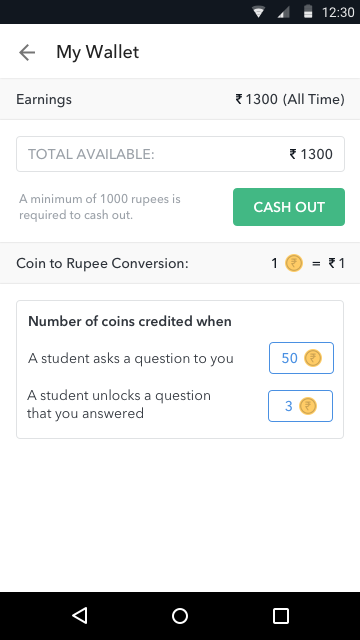 12:30
My Wallet
Earnings ₹ 1300 (All Time)
TOTAL AVAILABLE: ₹ 1300
A minimum of 1000 rupees is
required to cash out.
CASH OUT
Coin to Rupee Conversion: 1 ₹ = ₹ 1
Number of coins credited when
A student asks a question to you 50 ₹
A student unlocks a question
that you answered
3 ₹